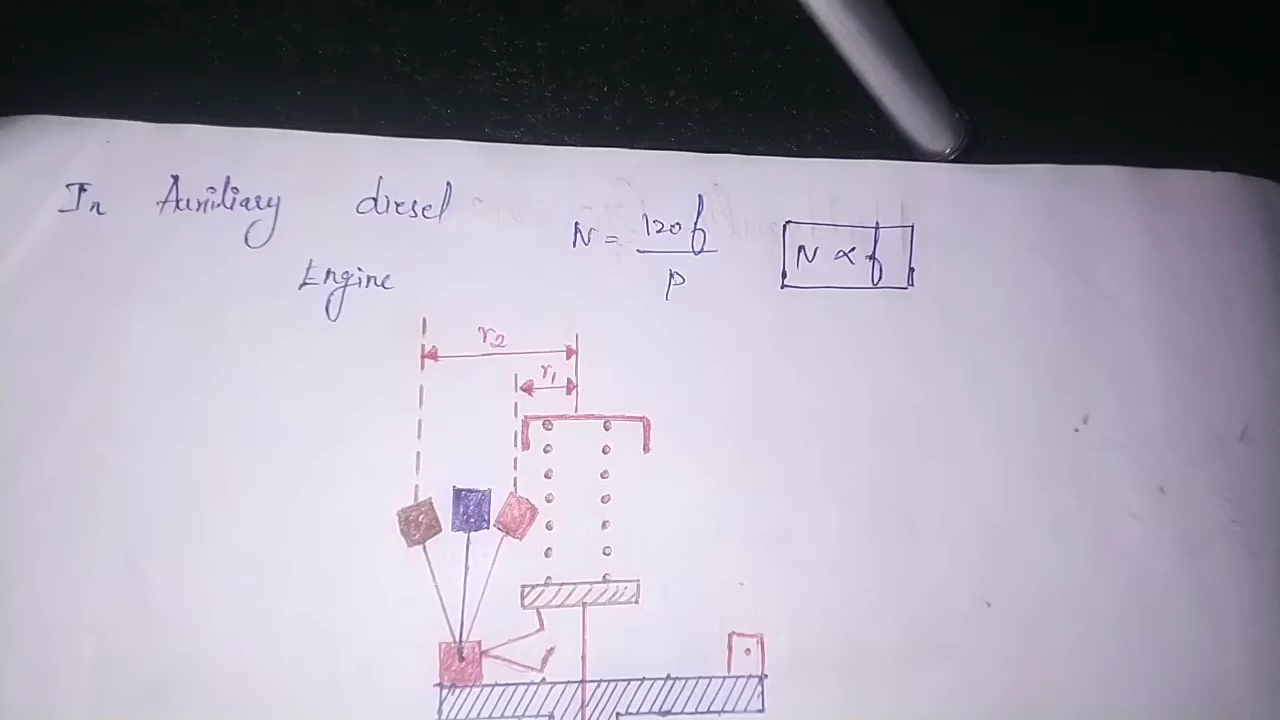 In Auxiliary diesel
Engine
N = 120f / P
N ∝ f
r2
r1